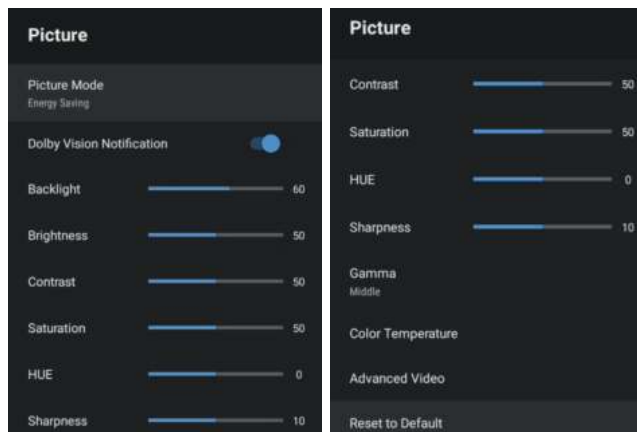 Picture
Picture Mode
Energy Saving
Dolby Vision Notification
Backlight 60
Brightness 50
Contrast 50
Saturation 50
HUE 0
Sharpness 10
Picture
Contrast 50
Saturation 50
HUE 0
Sharpness 10
Gamma
Middle
Color Temperature
Advanced Video
Reset to Default